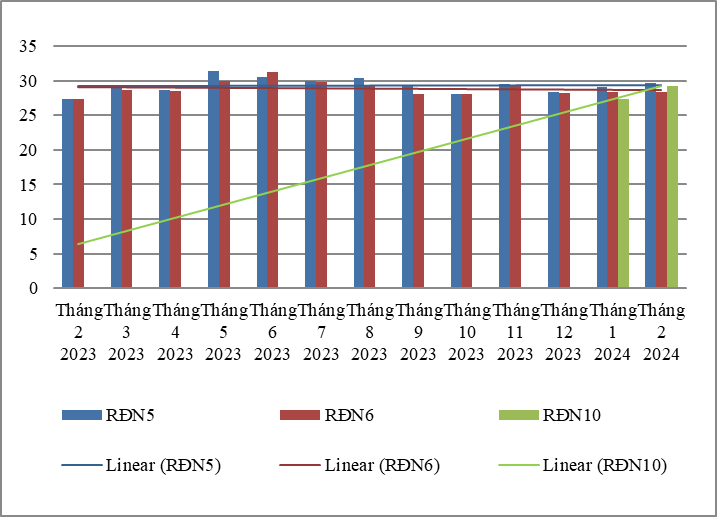 35
30
25
20
15
10
5
0
Tháng 2 2023
Tháng 3 2023
Tháng 4 2023
Tháng 5 2023
Tháng 6 2023
Tháng 7 2023
Tháng 8 2023
Tháng 9 2023
Tháng 10 2023
Tháng 11 2023
Tháng 12 2023
Tháng 1 2024
Tháng 2 2024
RĐN5
RĐN6
RĐN10
Linear (RĐN5)
Linear (RĐN6)
Linear (RĐN10)